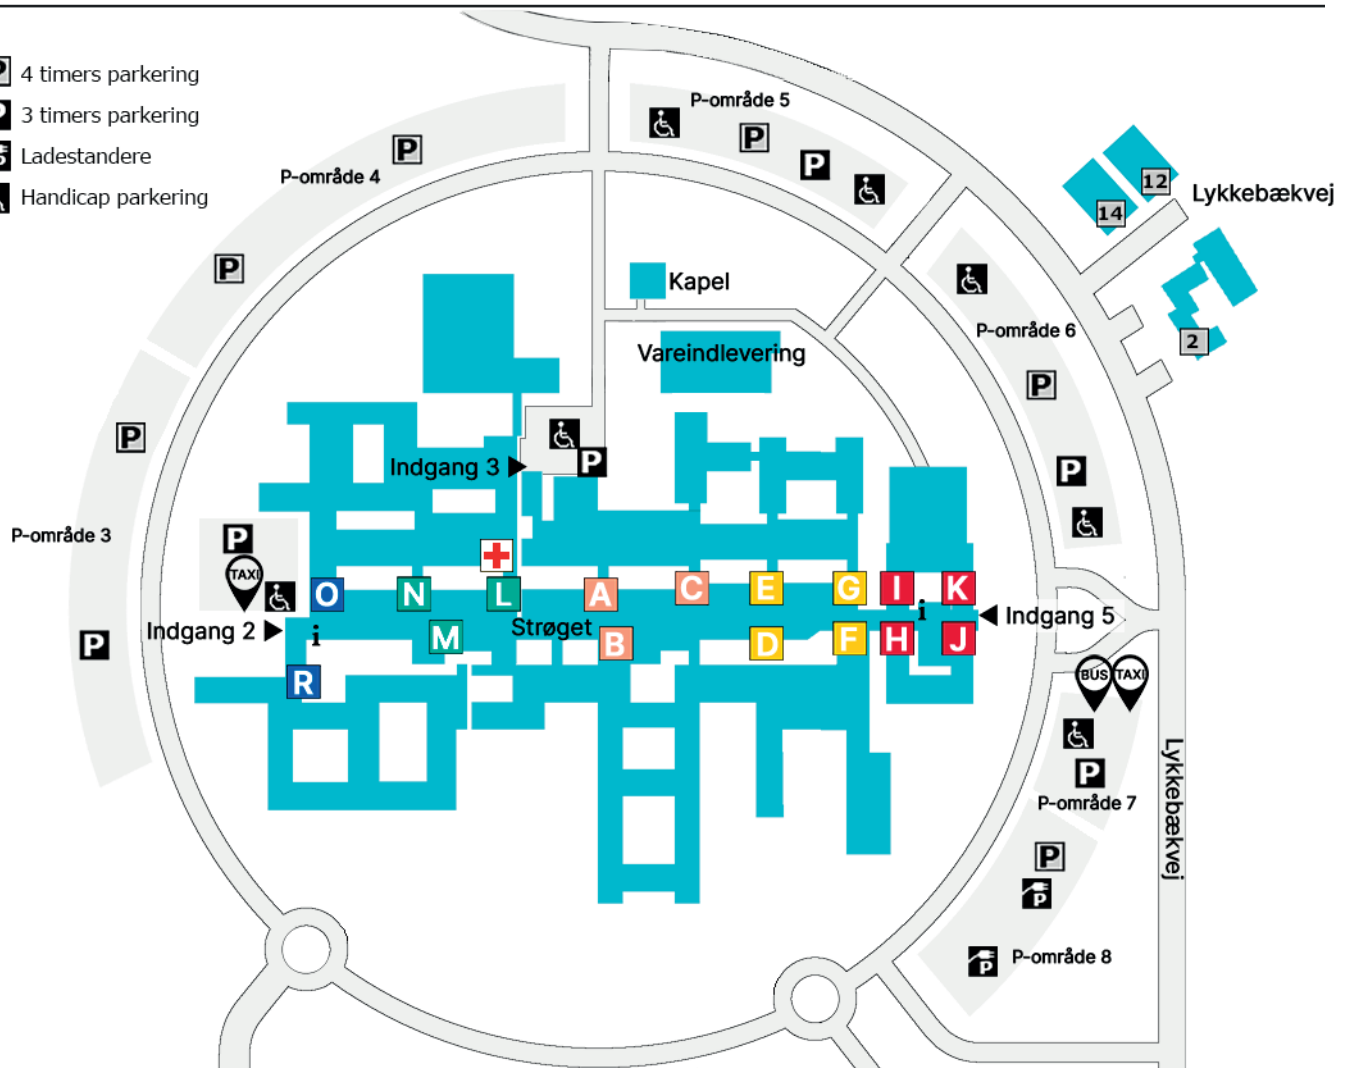 P 4 timers parkering
P 3 timers parkering
Ladestandere
Handicap parkering
P-område 5
P
P
P
P-område 4
12
Lykkebækvej
14
P
Kapel
P-område 6
2
Vareindlevering
P
P
Indgang 3
P
P
P-område 3
P
TAXI
O
N
L
A
C
E
G
I
K
i
Indgang 5
Strøget
Indgang 2
i
M
B
D
F
H
J
P
R
BUS
TAXI
P
P-område 7
Lykkebækvej
P
P
P-område 8
P